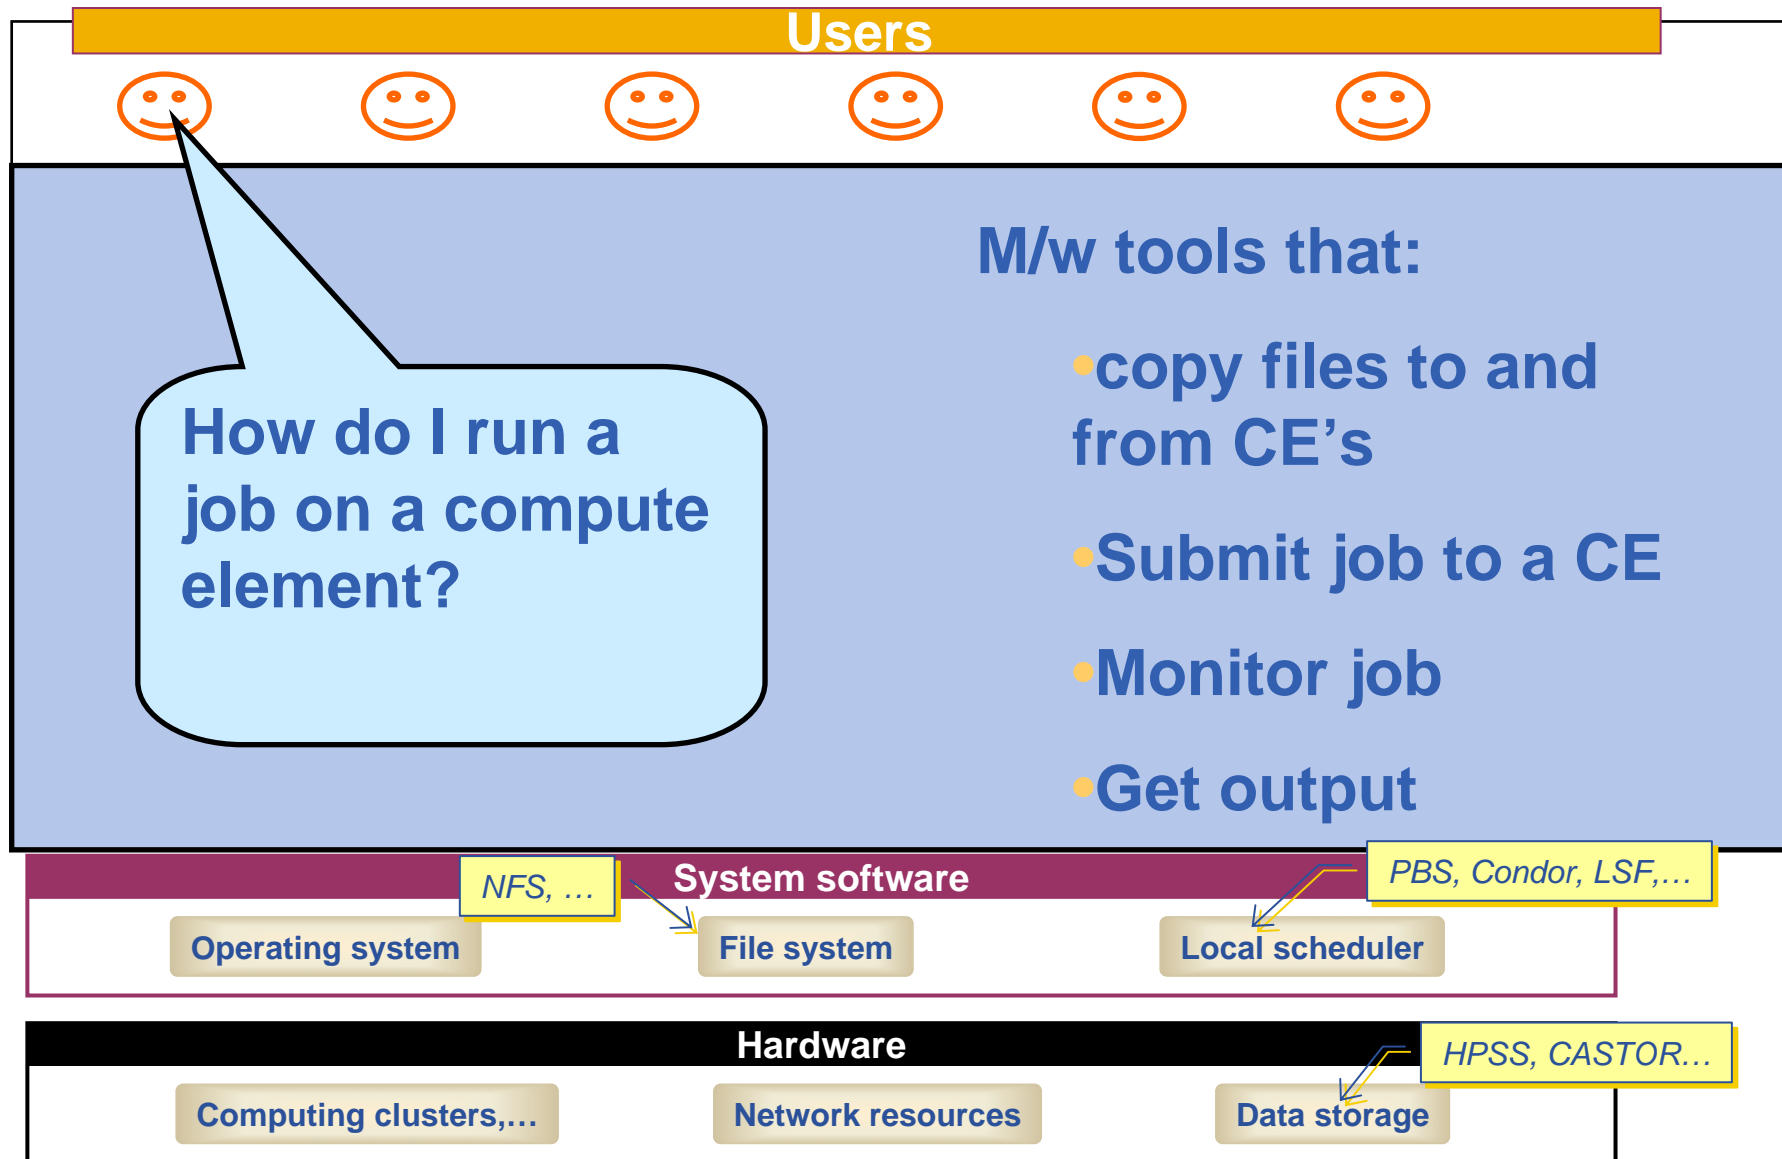 Users
How do I run a
job on a compute
element?
M/w tools that:
•copy files to and
from CE’s
•Submit job to a CE
•Monitor job
•Get output
System software
NFS, …
PBS, Condor, LSF,…
Operating system
File system
Local scheduler
Hardware
HPSS, CASTOR…
Computing clusters,…
Network resources
Data storage